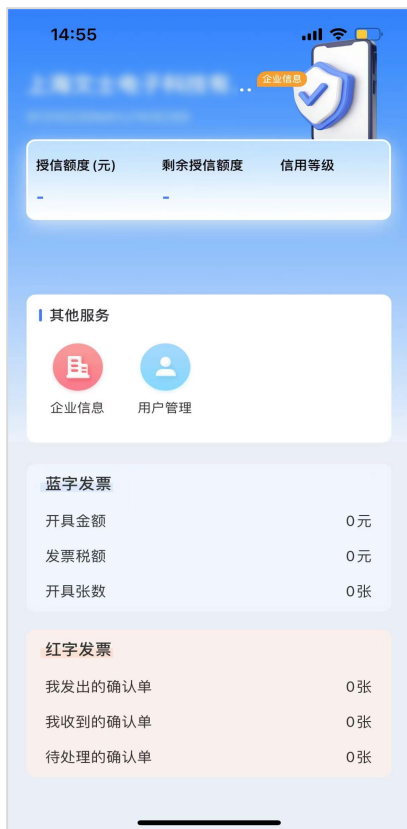 14:55
企业信息
授信额度(元) 剩余授信额度 信用等级
- -
其他服务
企业信息 用户管理
蓝字发票
开具金额 0元
发票税额 0元
开具张数 0张
红字发票
我发出的确认单 0张
我收到的确认单 0张
待处理的确认单 0张